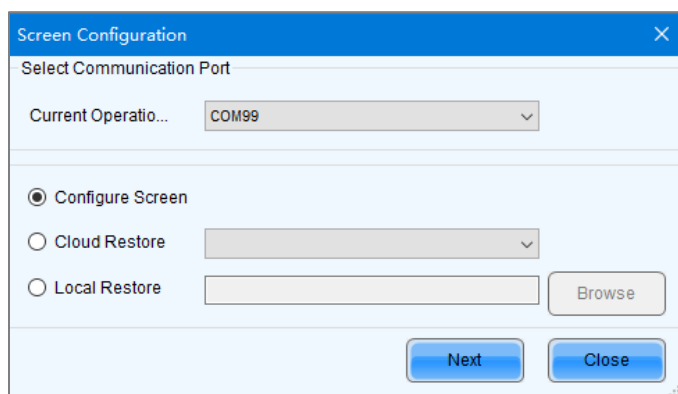 Screen Configuration
Select Communication Port
Current Operatio... COM99
Configure Screen
Cloud Restore
Local Restore Browse
Next Close